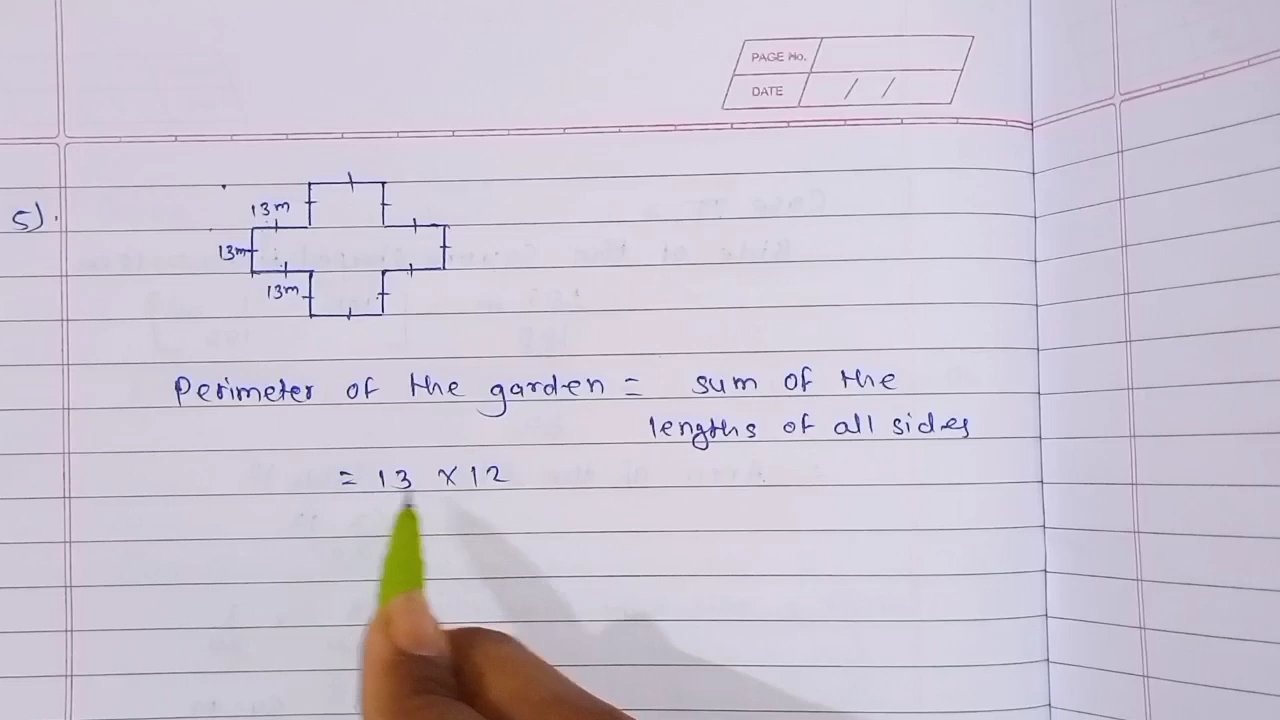 PAGE No.
DATE / /
5).
13m
13m
13m
Perimeter of the garden = sum of the
lengths of all sides
= 13 × 12